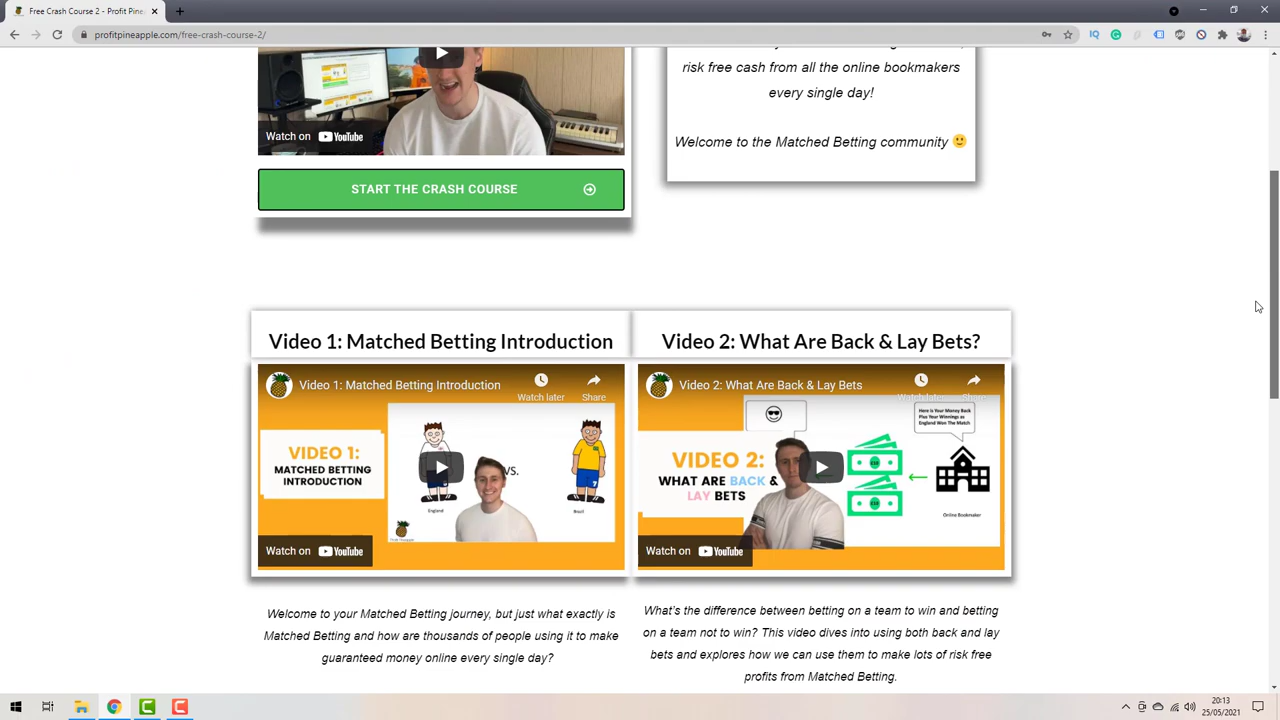 Free Crash Course 2 - Profit Pine
profitpineapple.com/free-crash-course-2/
risk free cash from all the online bookmakers
every single day!
Welcome to the Matched Betting community 🙂
Watch on YouTube
START THE CRASH COURSE
Video 1: Matched Betting Introduction
Video 1: Matched Betting Introduction
Watch later
Share
VIDEO 1:
MATCHED BETTING
INTRODUCTION
VS.
England
Brazil
Watch on YouTube
Welcome to your Matched Betting journey, but just what exactly is
Matched Betting and how are thousands of people using it to make
guaranteed money online every single day?
Video 2: What Are Back & Lay Bets?
Video 2: What Are Back & Lay Bets
Watch later
Share
Here is Your Money Back
Plus Your Winnings as
England Won The Match
VIDEO 2:
WHAT ARE BACK &
LAY BETS
Online Bookmaker
Watch on YouTube
What's the difference between betting on a team to win and betting
on a team not to win? This video dives into using both back and lay
bets and explores how we can use them to make lots of risk free
profits from Matched Betting.
20:13
25/05/2021